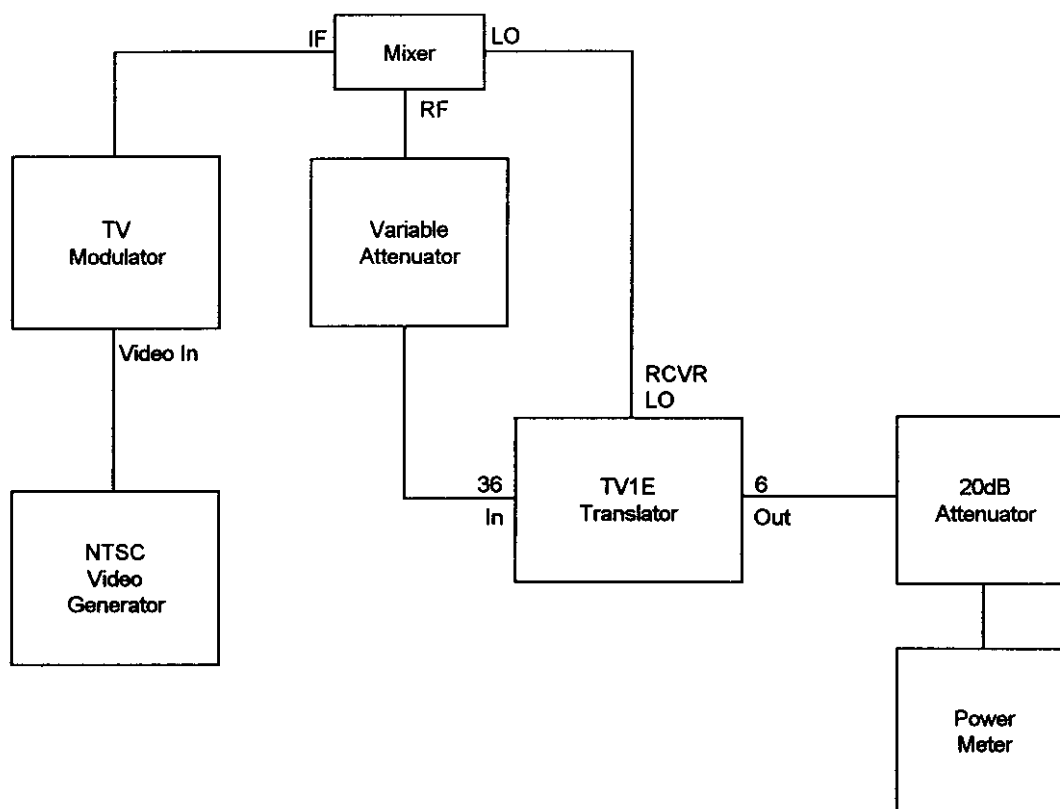 IF
Mixer
LO
RF
TV
Modulator
Variable
Attenuator
Video In
RCVR
LO
36
In
TV1E
Translator
6
Out
20dB
Attenuator
NTSC
Video
Generator
Power
Meter